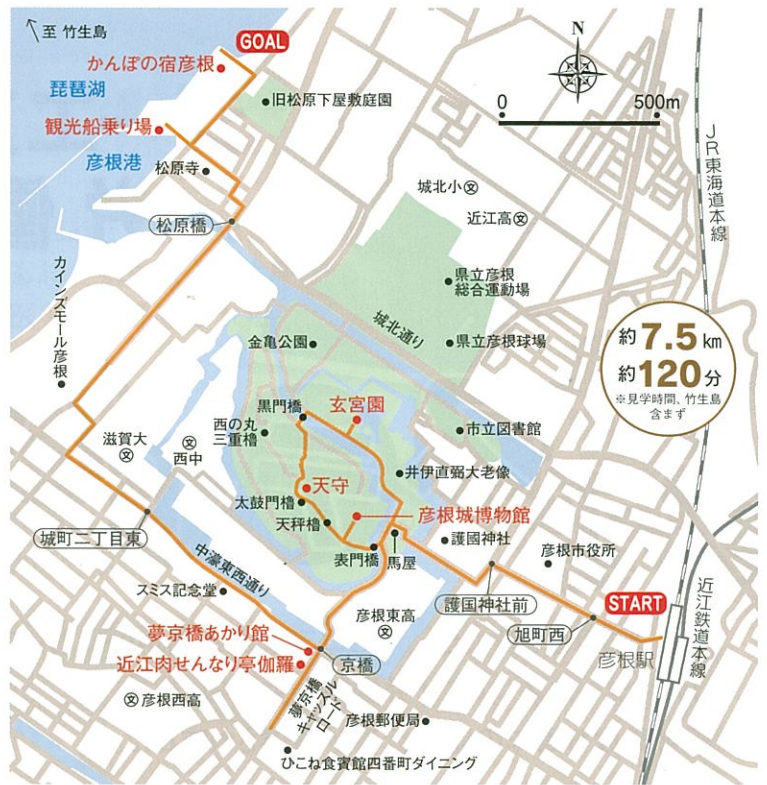 至 竹生島
GOAL
かんぽの宿彦根
琵琶湖
旧松原下屋敷庭園
観光船乗り場
彦根港
松原寺
松原橋
N
0
500m
JR東海道本線
城北小
文
近江高
文
県立彦根
総合運動場
城北通り
県立彦根球場
約7.5km
約120分
※見学時間、竹生島
含まず
カインズモール彦根
金亀公園
黒門橋
玄宮園
西の丸
三重櫓
市立図書館
滋賀大
文
文
西中
井伊直弼大老像
天守
太鼓門櫓
天秤櫓
彦根城博物館
城町二丁目東
中濠東西通り
表門橋
馬屋
護國神社
彦根市役所
護国神社前
START
旭町西
彦根駅
近江鉄道本線
スミス記念堂
彦根東高
文
夢京橋あかり館
近江肉せんなり亭伽羅
京橋
文
彦根西高
夢京橋
キャッスル
ロード
彦根郵便局
ひこね食賓館四番町ダイニング